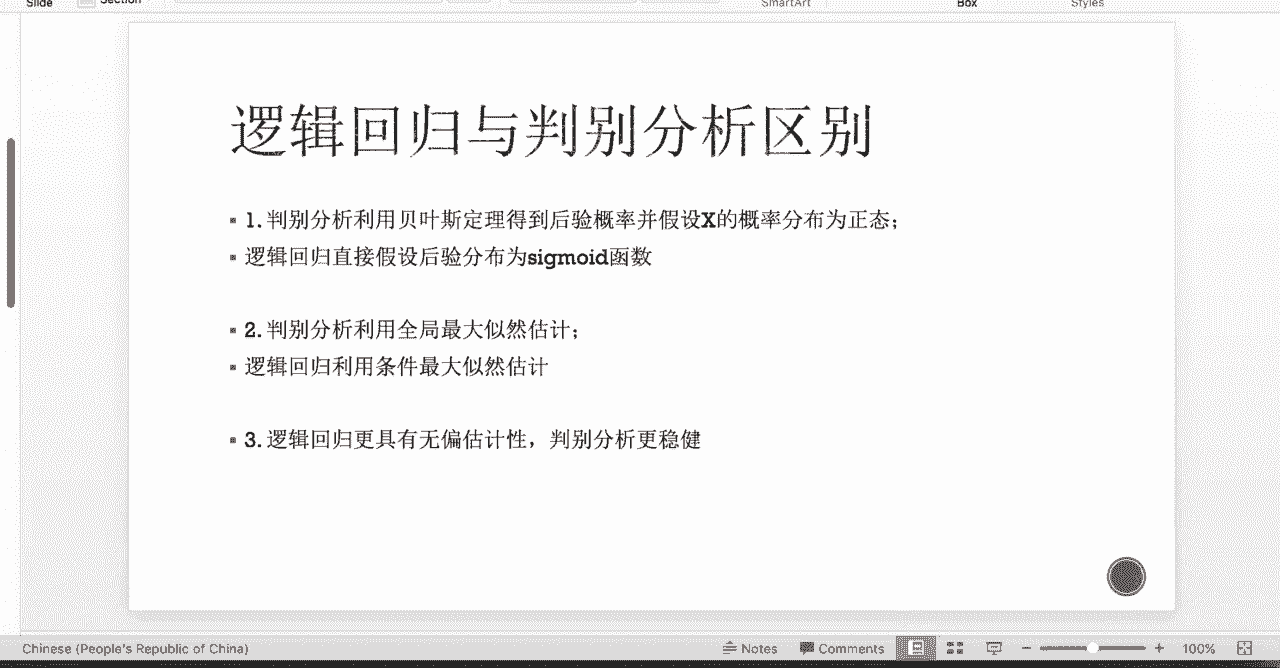 Slide
Section
SmartArt
Box
Styles
逻辑回归与判别分析区别
1. 判别分析利用贝叶斯定理得到后验概率并假设X的概率分布为正态；
逻辑回归直接假设后验分布为sigmoid函数
2. 判别分析利用全局最大似然估计；
逻辑回归利用条件最大似然估计
3. 逻辑回归更具有无偏估计性，判别分析更稳健
Chinese (People's Republic of China)
Notes
Comments
100%